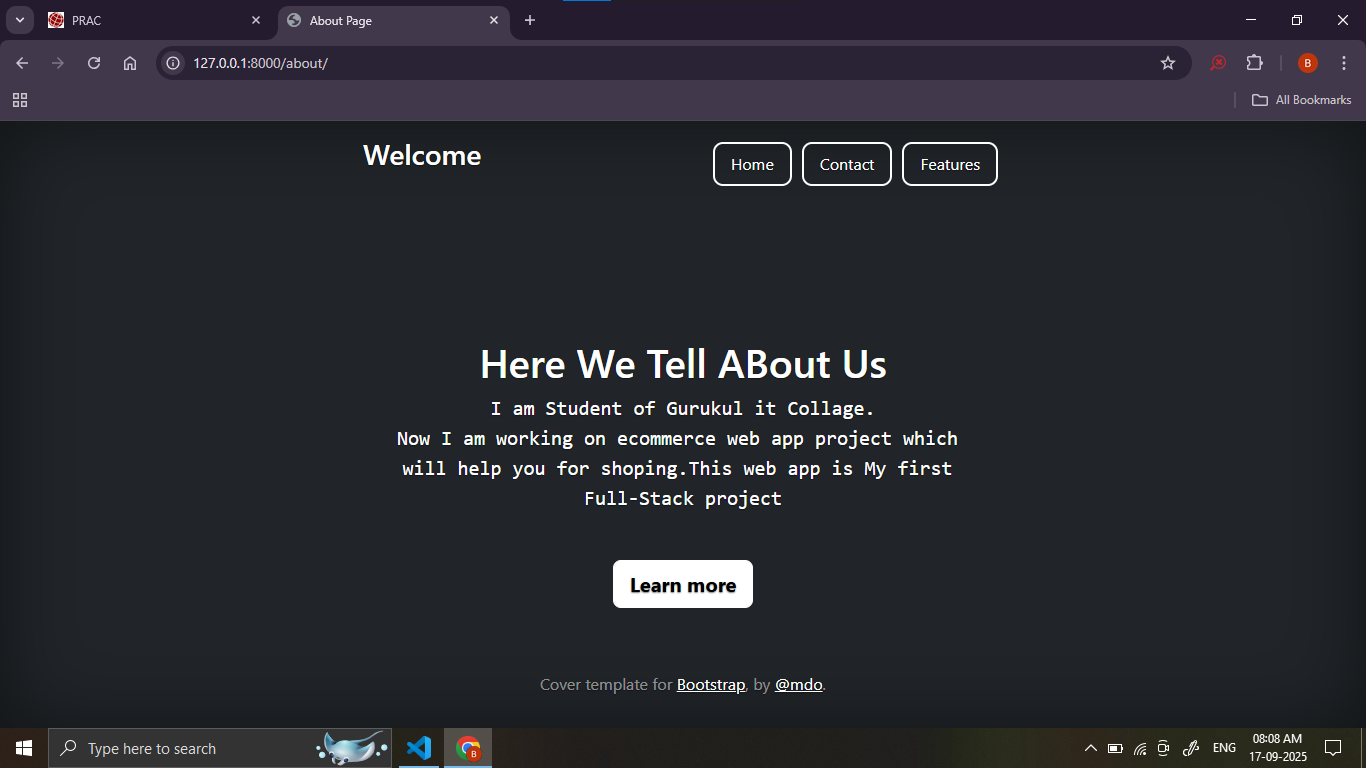 PRAC
About Page
127.0.0.1:8000/about/
B
All Bookmarks
Welcome
Home
Contact
Features
Here We Tell ABout Us
I am Student of Gurukul it Collage.
Now I am working on ecommerce web app project which
will help you for shoping.This web app is My first
Full-Stack project
Learn more
Cover template for Bootstrap, by @mdo.
Type here to search
B
ENG
08:08 AM
17-09-2025